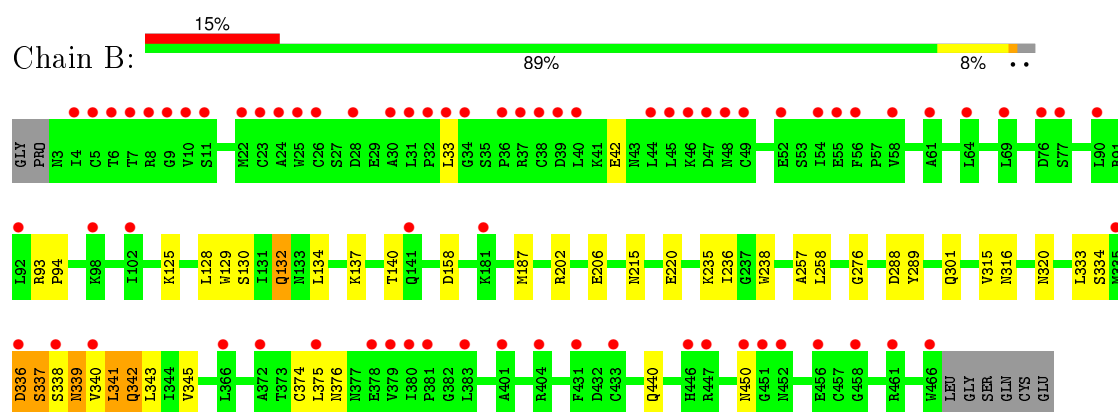 15%
Chain B:
89% 8% • •
GLY PRO N3 I4 C5 T6 T7 R8 G9 V10 S11 M22 C23 A24 N25 C26 S27 D28 E29 A30 L31 P32 L33 G34 S35 P36 R37 C38 D39 L40 K41 E42 N43 L44 L45 K46 D47 N48 C49 E52 S53 I54 E55 F56 P57 V58 A61 L64 L69 D76 S77 L90 R91
L92 R93 P94 K98 I102 K125 L128 W129 S130 I131 Q132 N133 L134 K137 T140 Q141 D158 K181 M187 R202 E206 N215 E220 K235 I236 G237 W238 A257 L258 G276 D288 Y289 Q301 V315 N316 N320 L333 S334 M335
D336 S337 S338 N339 V340 L341 Q342 L343 I344 V345 L366 A372 T373 C374 L375 N376 N377 E378 V379 I380 P381 G382 L383 A401 R404 F431 D432 C433 Q440 H446 R447 N450 G451 N452 E456 C457 G458 R461 W466 LEU GLY SER GLN CYS GLU